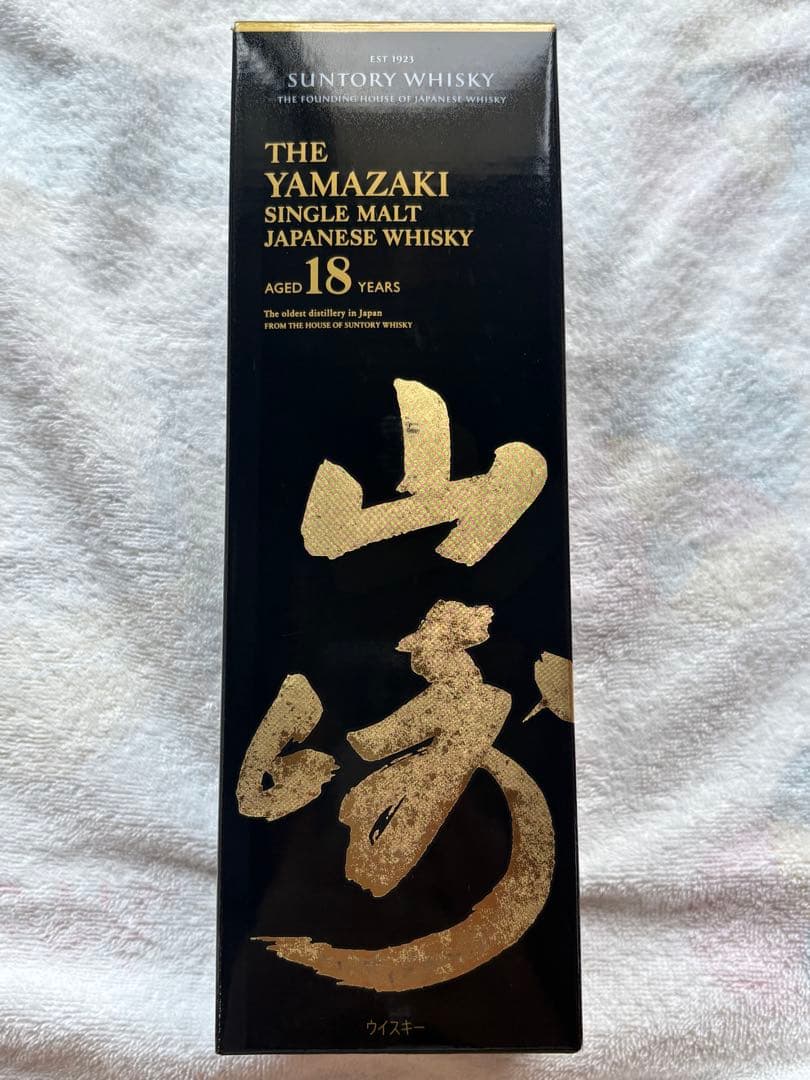 EST 1923
SUNTORY WHISKY
THE FOUNDING HOUSE OF JAPANESE WHISKY
THE
YAMAZAKI
SINGLE MALT
JAPANESE WHISKY
AGED 18 YEARS
The oldest distillery in Japan
FROM THE HOUSE OF SUNTORY WHISKY
山
崎
ウイスキー